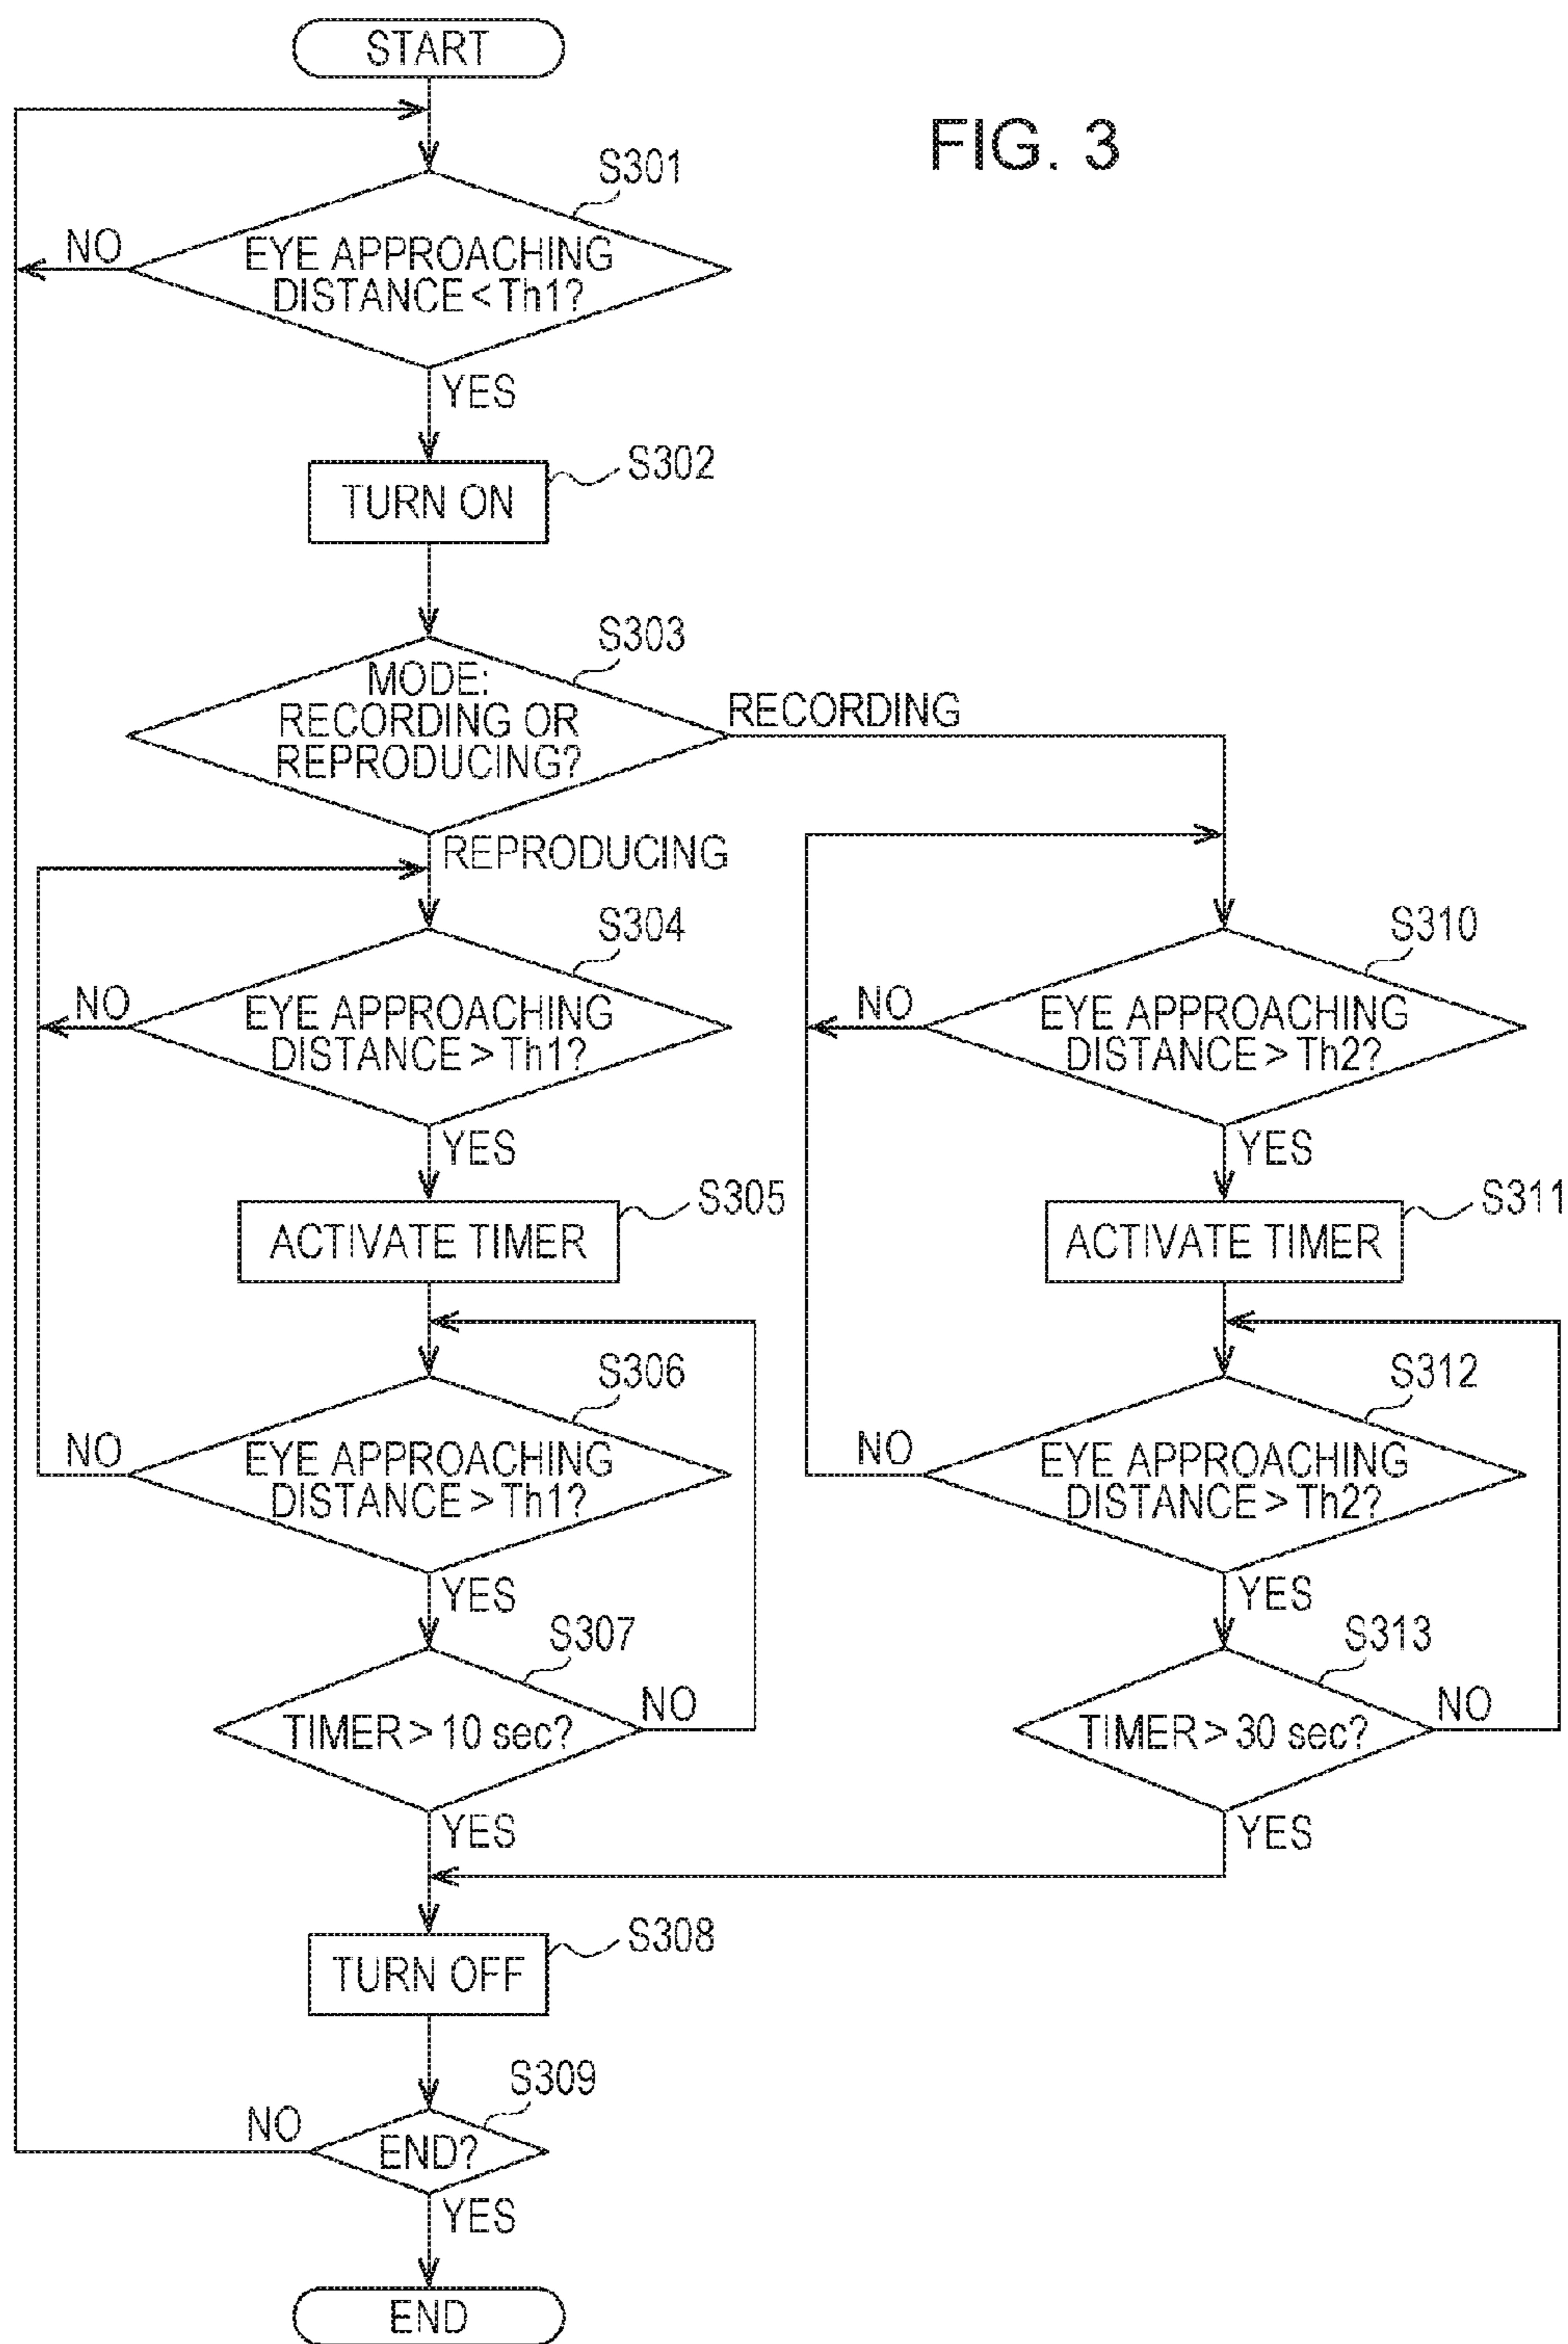 START
FIG. 3
S301
NO
EYE APPROACHING
DISTANCE < Th1?
YES
S302
TURN ON
S303
MODE:
RECORDING OR
REPRODUCING?
RECORDING
REPRODUCING
S304
NO
EYE APPROACHING
DISTANCE > Th1?
YES
S305
ACTIVATE TIMER
S306
NO
EYE APPROACHING
DISTANCE > Th1?
YES
S307
TIMER > 10 sec?
NO
YES
S310
NO
EYE APPROACHING
DISTANCE > Th2?
YES
S311
ACTIVATE TIMER
S312
NO
EYE APPROACHING
DISTANCE > Th2?
YES
S313
TIMER > 30 sec?
NO
YES
S308
TURN OFF
S309
NO
END?
YES
END